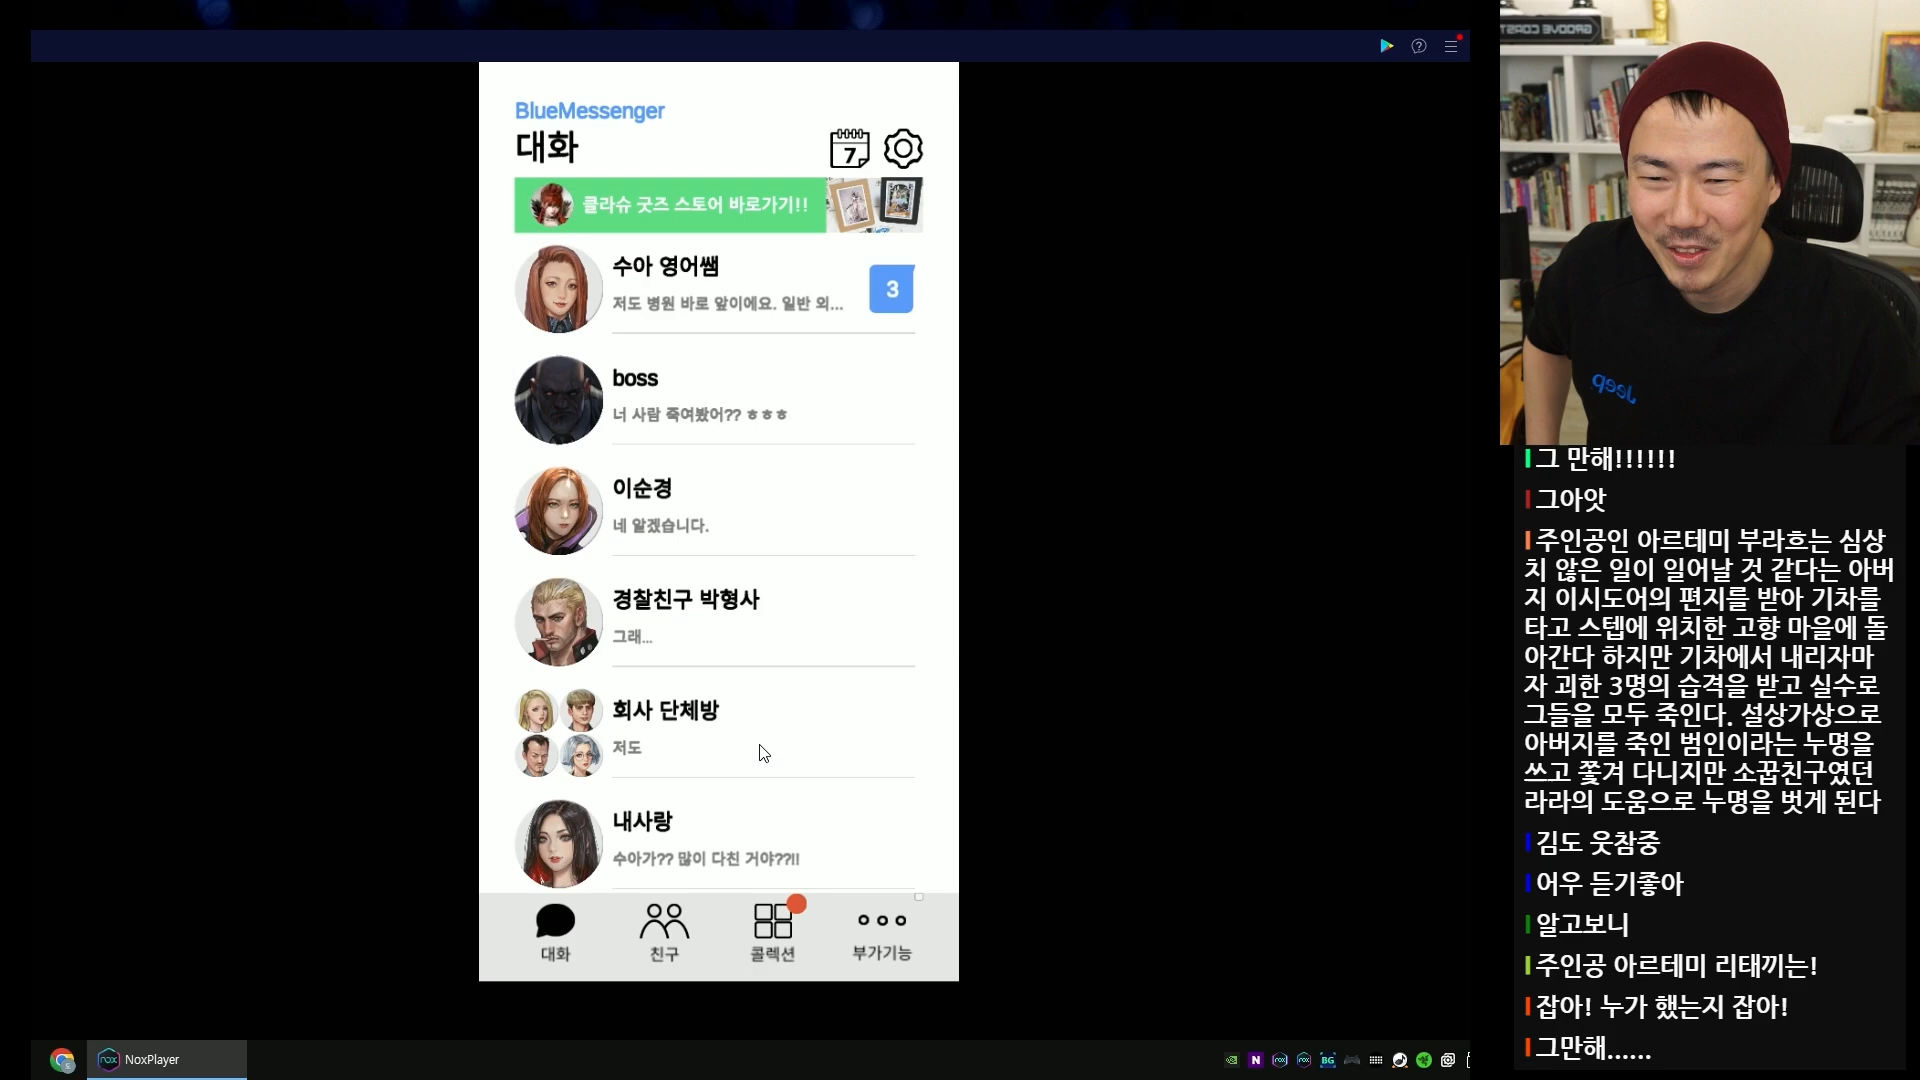 BlueMessenger
대화
7
클라슈 굿즈 스토어 바로가기!!
수아 영어쌤
저도 병원 바로 앞이에요. 일반 외...
3
boss
너 사람 죽여봤어?? ㅎㅎㅎ
이순경
네 알겠습니다.
경찰친구 박형사
그래...
회사 단체방
저도
내사랑
수아가?? 많이 다친 거야??!!
대화
친구
콜렉션
부가기능
NoxPlayer
N
BG
GROOVE COASTER
Jeep
그 만해!!!!!!
그아앗
주인공인 아르테미 부라흐는 심상
치 않은 일이 일어날 것 같다는 아버
지 이시도어의 편지를 받아 기차를
타고 스텝에 위치한 고향 마을에 돌
아간다 하지만 기차에서 내리자마
자 괴한 3명의 습격을 받고 실수로
그들을 모두 죽인다. 설상가상으로
아버지를 죽인 범인이라는 누명을
쓰고 쫓겨 다니지만 소꿉친구였던
라라의 도움으로 누명을 벗게 된다
김도 웃참중
어우 듣기좋아
알고보니
주인공 아르테미 리태끼는!
잡아! 누가 했는지 잡아!
그만해......